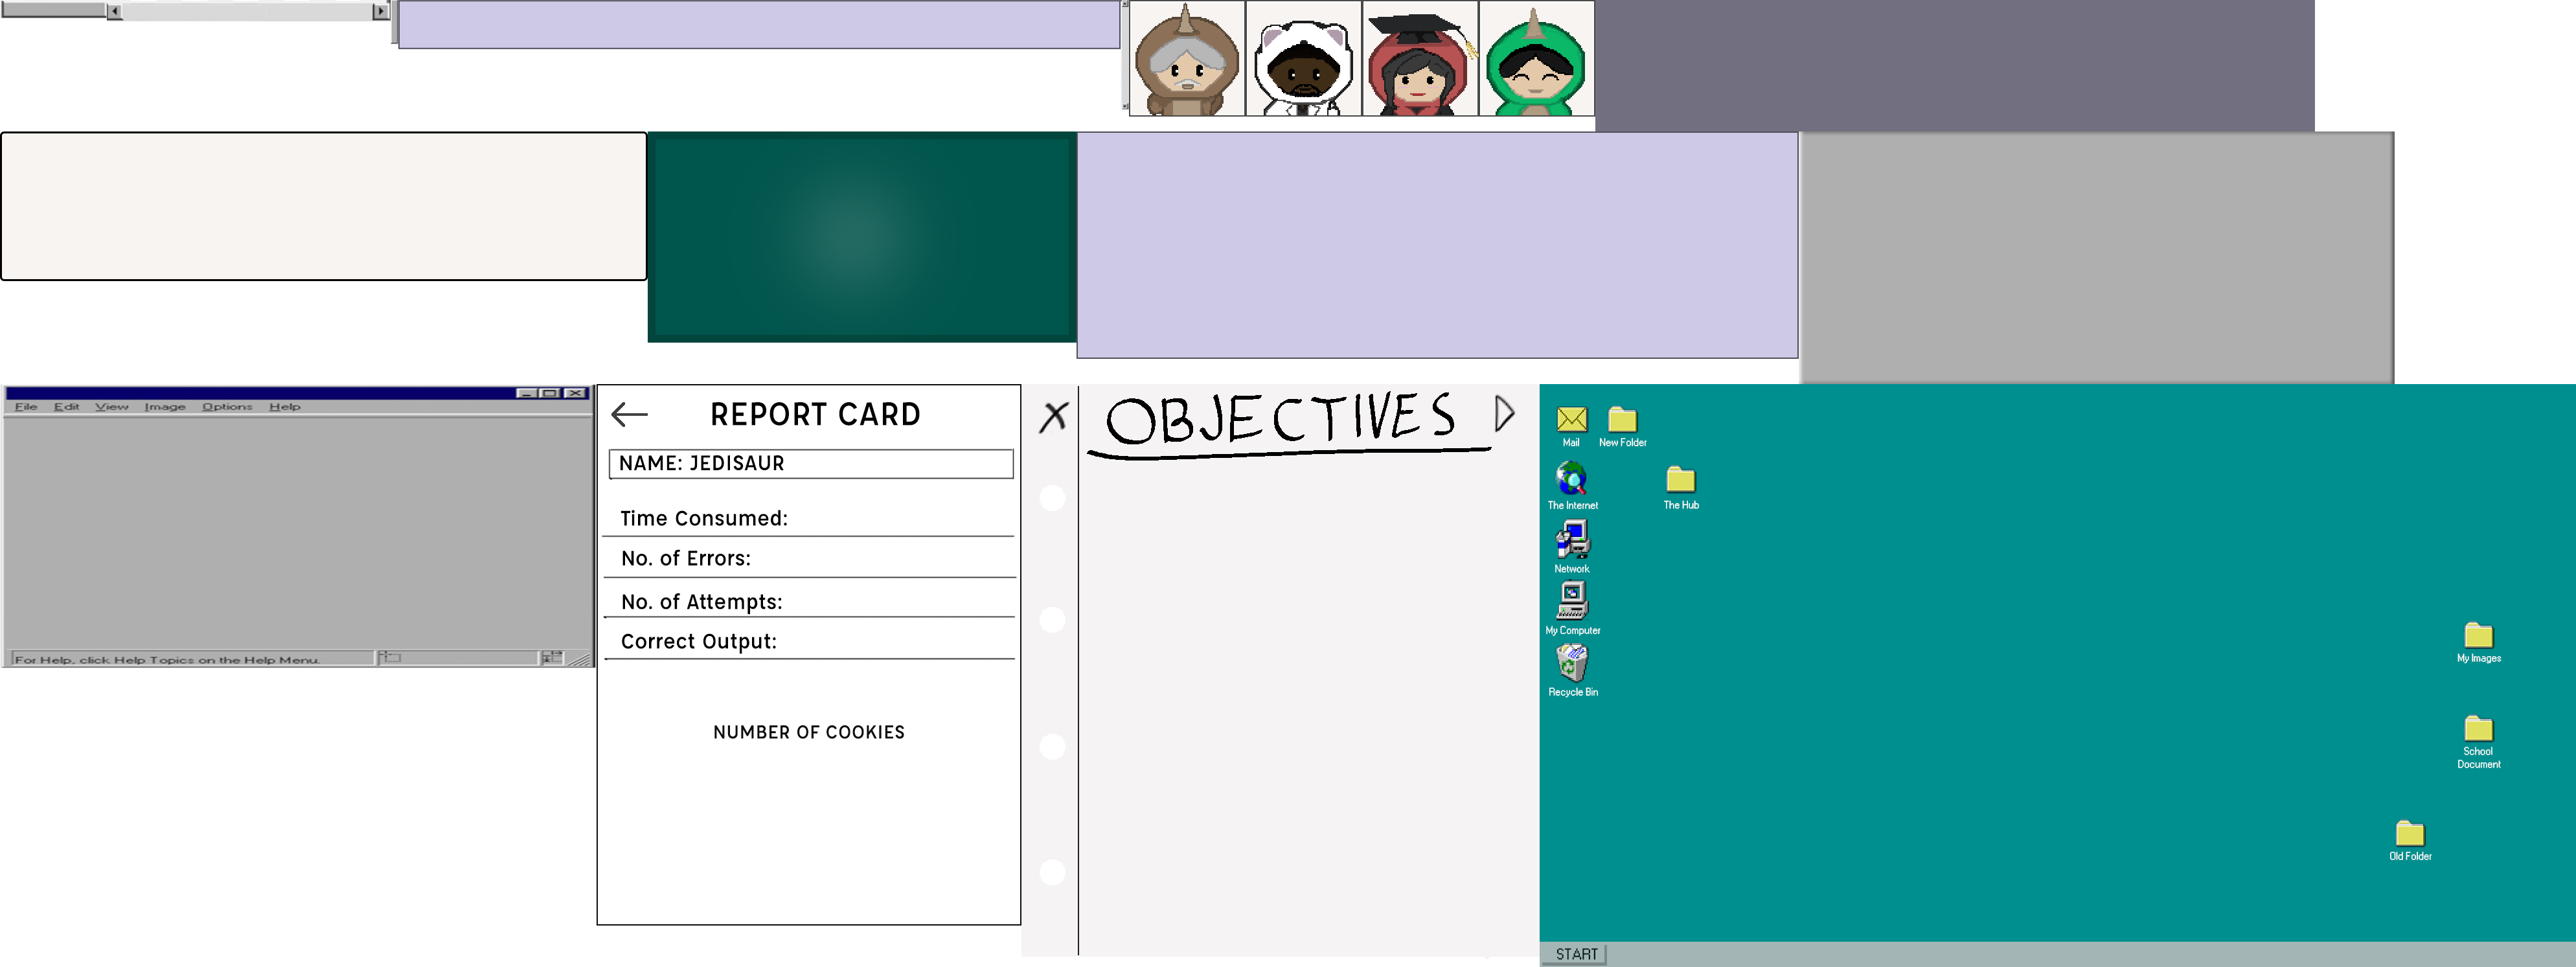 File Edit View Image Options Help
For Help, click Help Topics on the Help Menu.
REPORT CARD
NAME: JEDISAUR
Time Consumed:
No. of Errors:
No. of Attempts:
Correct Output:
NUMBER OF COOKIES
X OBJECTIVES
Mail
New Folder
The Internet
The Hub
Network
My Computer
Recycle Bin
My Images
School
Document
Old Folder
START